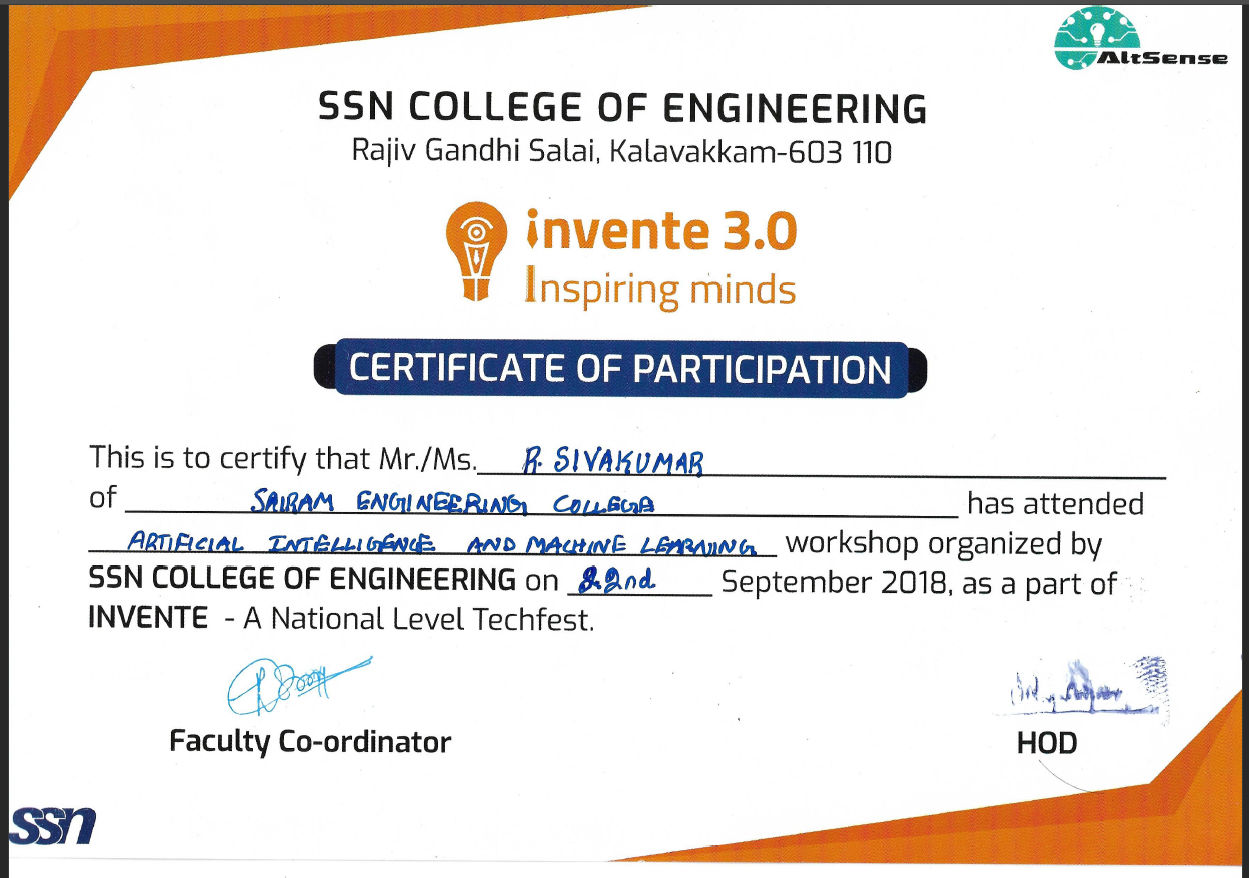 AltSense
SSN COLLEGE OF ENGINEERING
Rajiv Gandhi Salai, Kalavakkam-603 110
invente 3.0
Inspiring minds
CERTIFICATE OF PARTICIPATION
This is to certify that Mr./Ms. R. SIVAKUMAR
of SAIRAM ENGINEERING COLLEGE has attended
ARTIFICIAL INTELLIGENCE AND MACHINE LEARNING workshop organized by
SSN COLLEGE OF ENGINEERING on 22nd September 2018, as a part of
INVENTE - A National Level Techfest.
Faculty Co-ordinator HOD
ssn